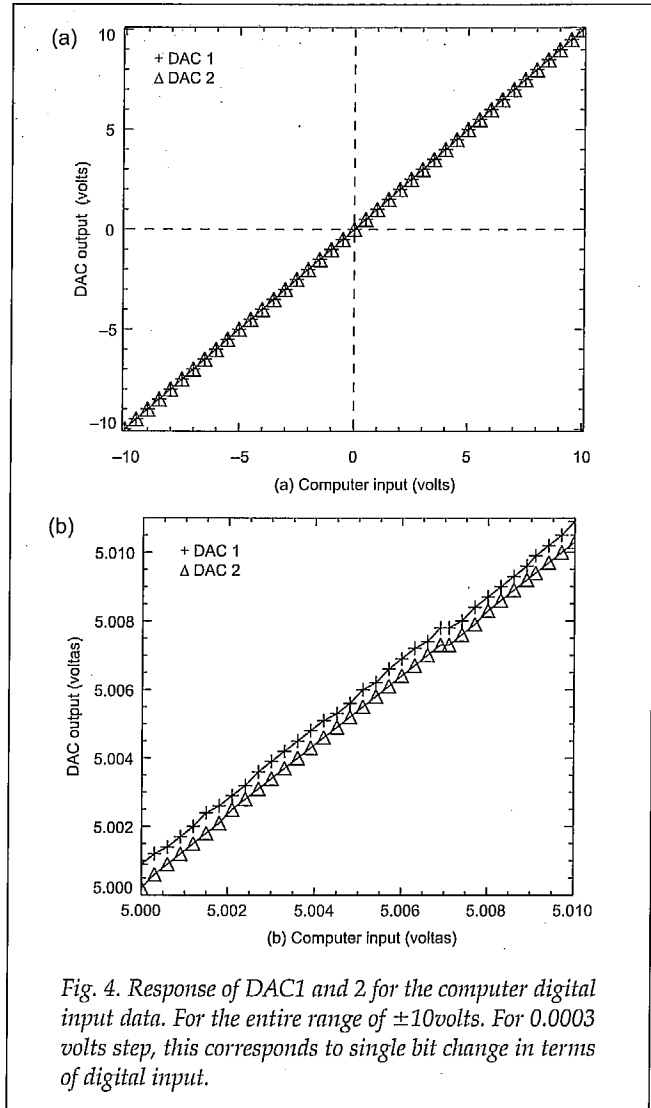 (a)
+ DAC 1
Δ DAC 2
10
5
0
−5
−10
DAC output (volts)
−10 −5 0 5 10
(a) Computer input (volts)
(b)
+ DAC 1
Δ DAC 2
5.010
5.008
5.006
5.004
5.002
5.000
DAC output (voltas)
5.000 5.002 5.004 5.006 5.008 5.010
(b) Computer input (voltas)
Fig. 4. Response of DAC1 and 2 for the computer digital
input data. For the entire range of ±10volts. For 0.0003
volts step, this corresponds to single bit change in terms
of digital input.